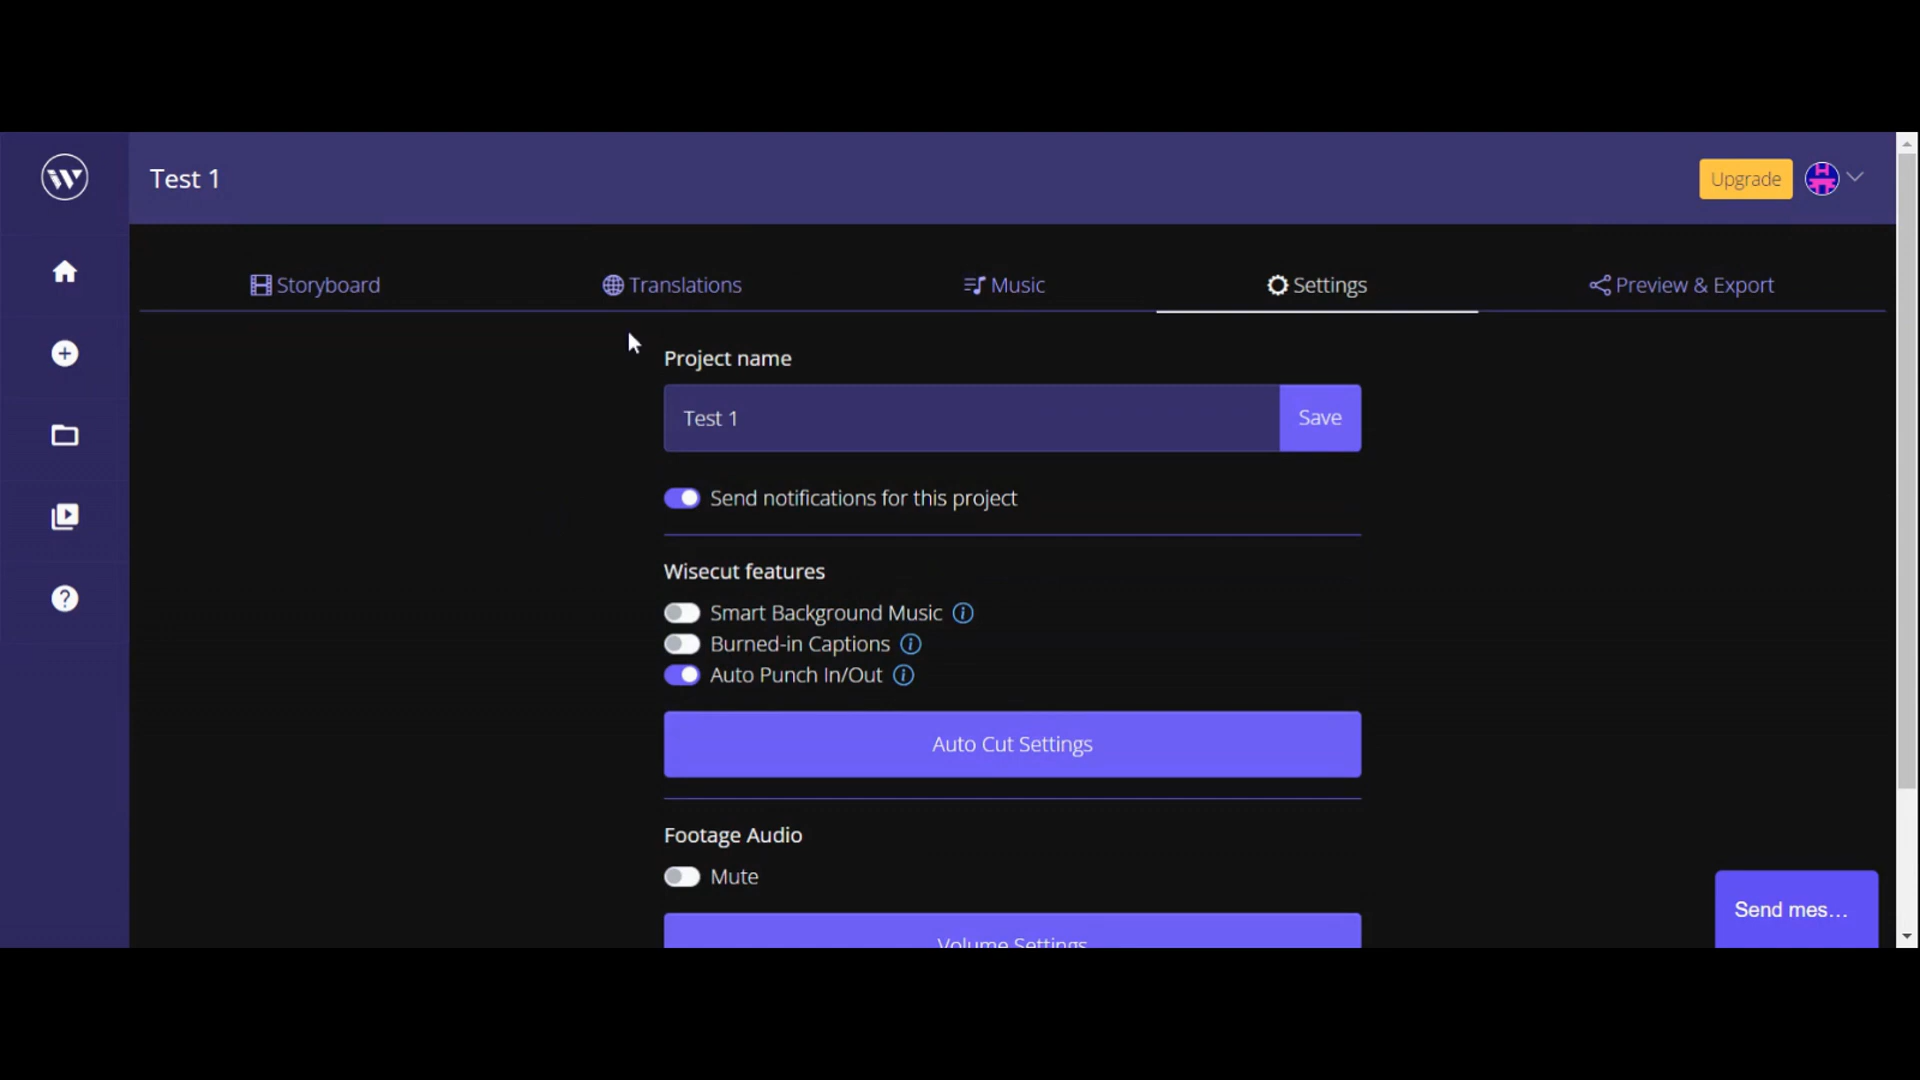 Test 1
Upgrade
Storyboard
Translations
Music
Settings
Preview & Export
Project name
Test 1
Save
Send notifications for this project
Wisecut features
Smart Background Music
Burned-in Captions
Auto Punch In/Out
Auto Cut Settings
Footage Audio
Mute
Volume Settings
Send mes...